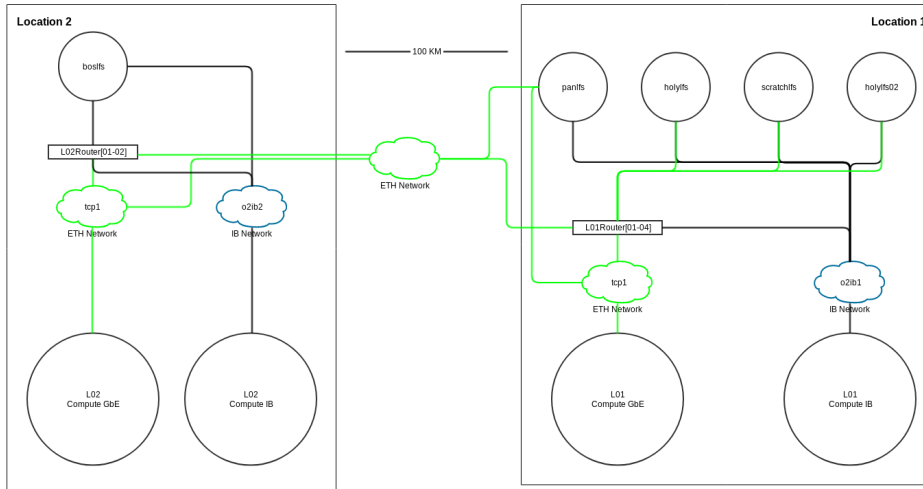 Location 2
boslfs
L02Router[01-02]
tcp1
ETH Network
o2ib2
IB Network
L02
Compute GbE
L02
Compute IB
100 KM
ETH Network
Location 1
panlfs
holylfs
scratchlfs
holylfs02
L01Router[01-04]
tcp1
ETH Network
o2ib1
IB Network
L01
Compute GbE
L01
Compute IB